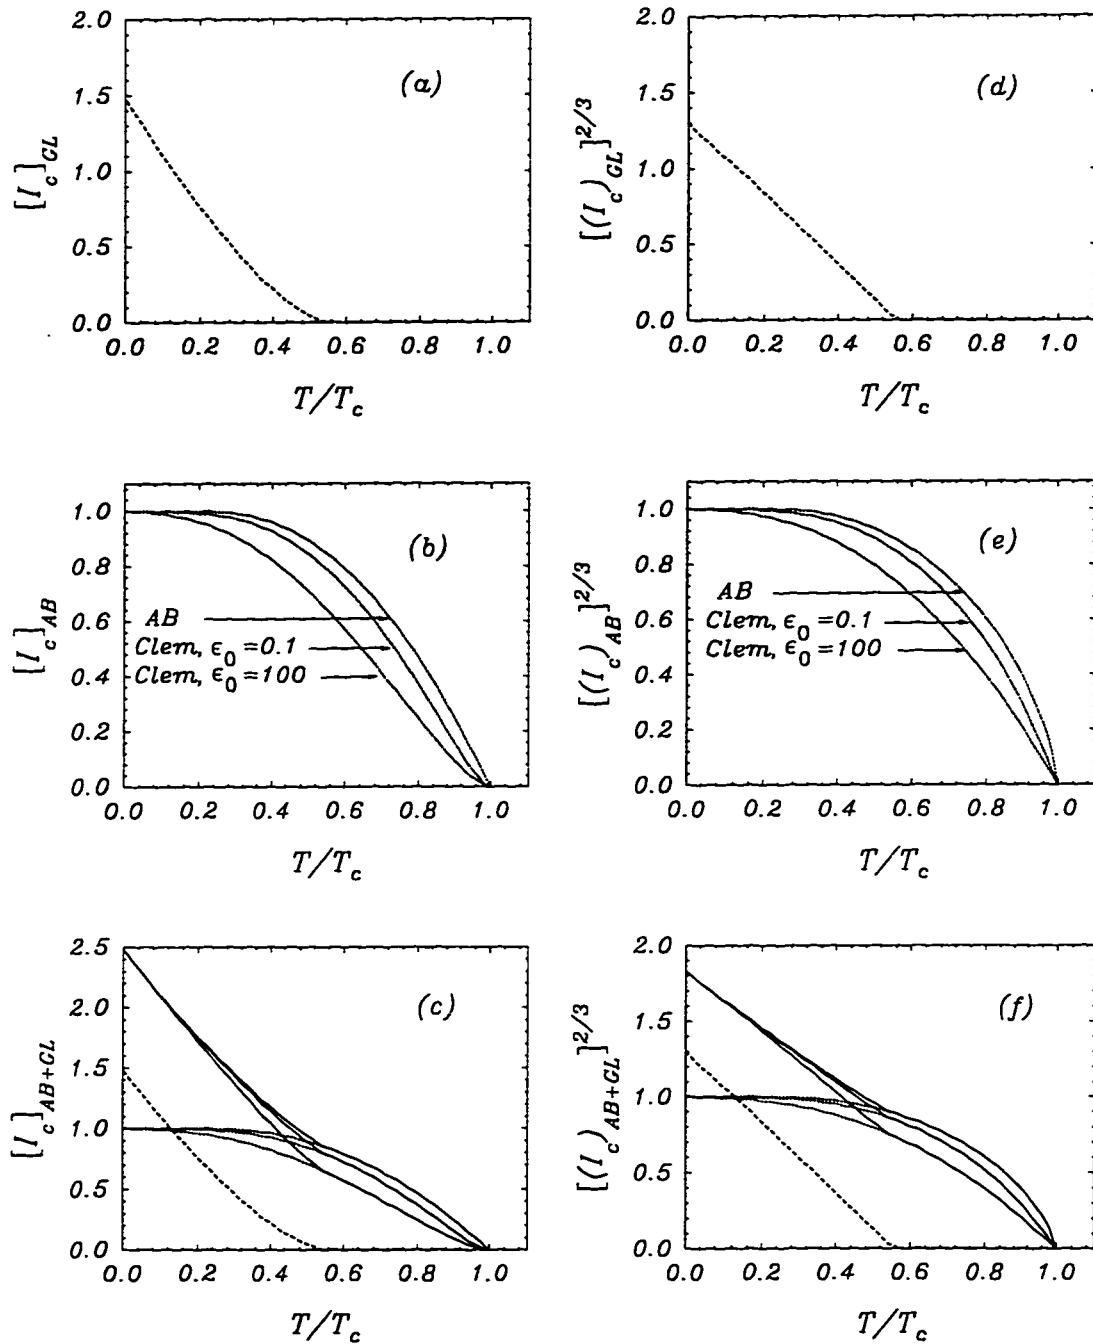 2.0
1.5
1.0
0.5
0.0
[I_c]_GL
(a)
0.0 0.2 0.4 0.6 0.8 1.0
T/T_c
2.0
1.5
1.0
0.5
0.0
[(I_c)_GL]^2/3
(d)
0.0 0.2 0.4 0.6 0.8 1.0
T/T_c
1.0
0.8
0.6
0.4
0.2
0.0
[I_c]_AB
(b)
AB
Clem, ϵ_0=0.1
Clem, ϵ_0=100
0.0 0.2 0.4 0.6 0.8 1.0
T/T_c
1.0
0.8
0.6
0.4
0.2
0.0
[(I_c)_AB]^2/3
(e)
AB
Clem, ϵ_0=0.1
Clem, ϵ_0=100
0.0 0.2 0.4 0.6 0.8 1.0
T/T_c
2.5
2.0
1.5
1.0
0.5
0.0
[I_c]_AB+GL
(c)
0.0 0.2 0.4 0.6 0.8 1.0
T/T_c
2.0
1.5
1.0
0.5
0.0
[(I_c)_AB+GL]^2/3
(f)
0.0 0.2 0.4 0.6 0.8 1.0
T/T_c